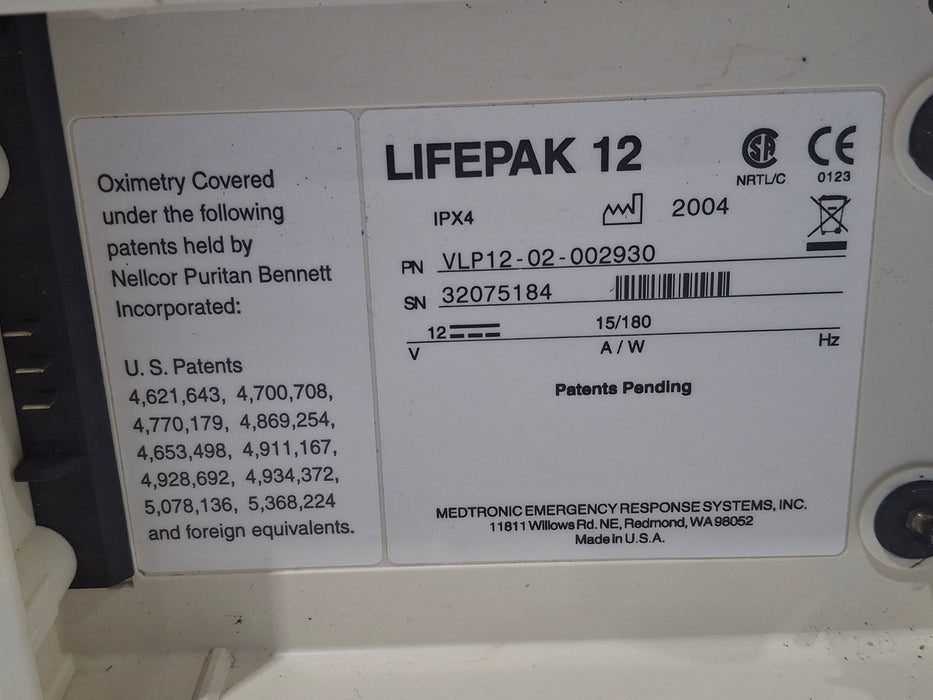 Oximetry Covered
under the following
patents held by
Nellcor Puritan Bennett
Incorporated:
U. S. Patents
4,621,643, 4,700,708,
4,770,179, 4,869,254,
4,653,498, 4,911,167,
4,928,692, 4,934,372,
5,078,136, 5,368,224
and foreign equivalents.
LIFEPAK 12
NRTL/C
CE
0123
IPX4
2004
PN VLP12-02-002930
SN 32075184
12 15/180
V A / W Hz
Patents Pending
MEDTRONIC EMERGENCY RESPONSE SYSTEMS, INC.
11811 Willows Rd. NE, Redmond, WA 98052
Made in U.S.A.